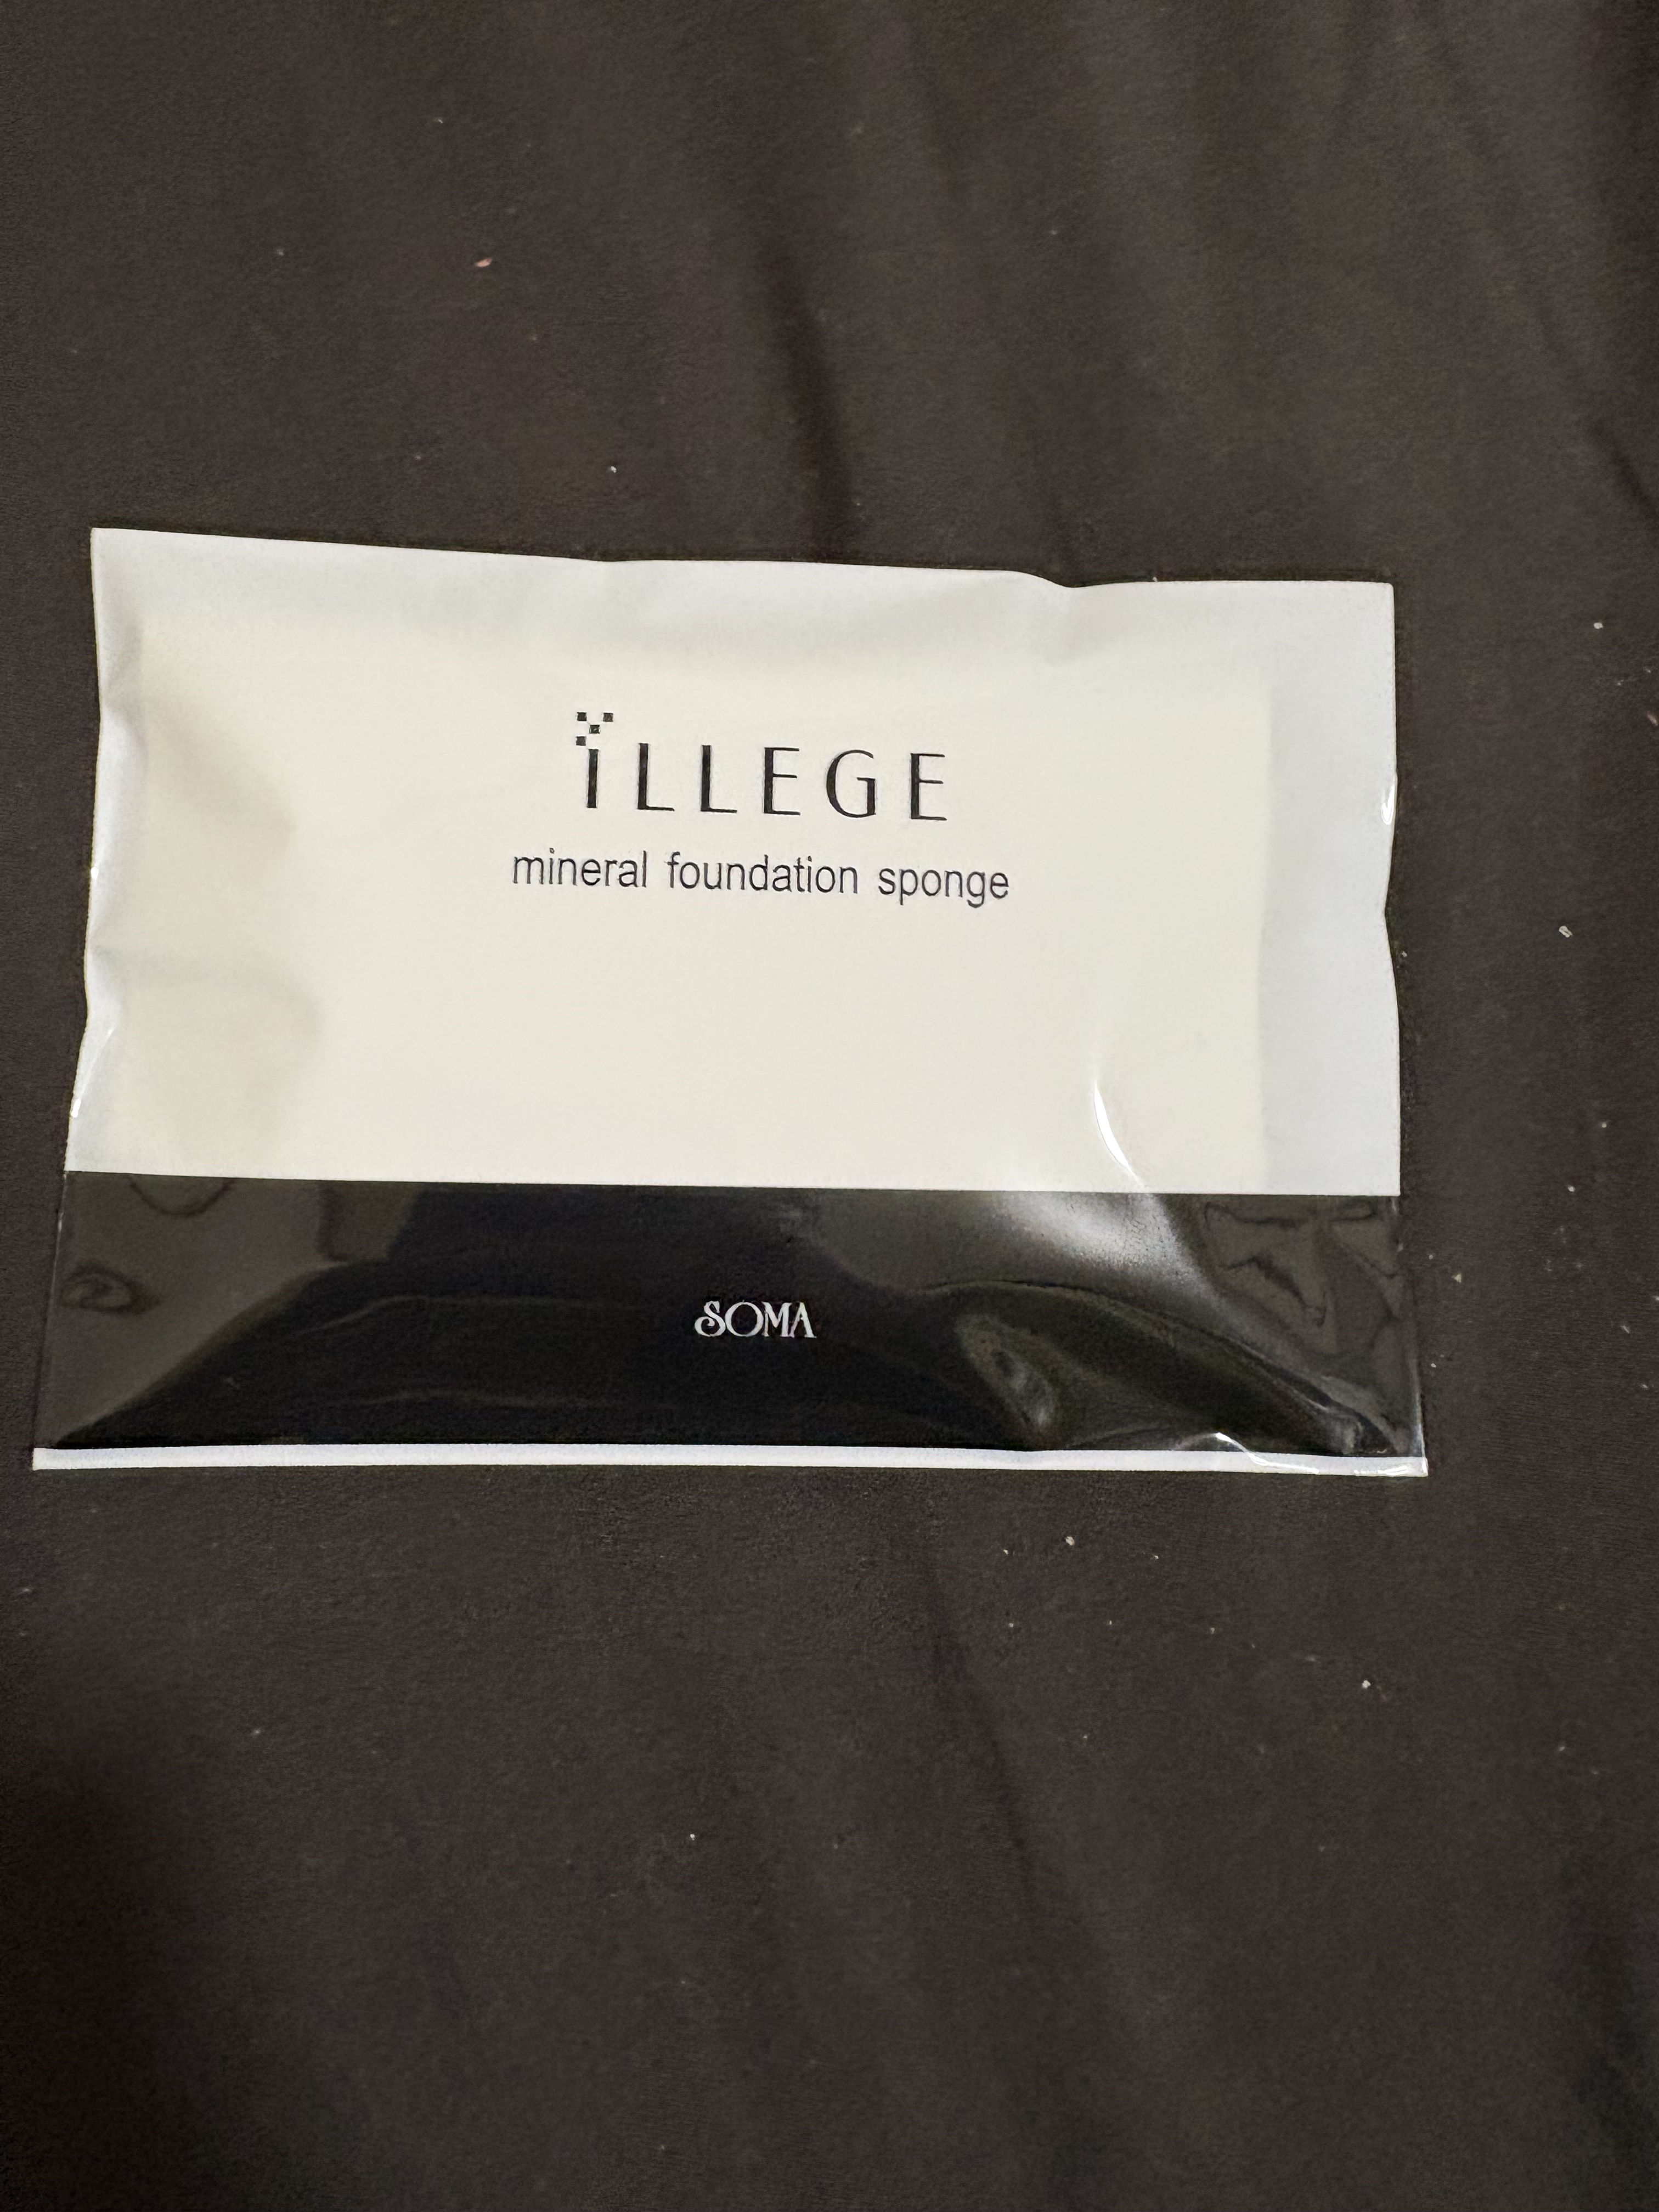 iLLEGE
mineral foundation sponge
SOMA